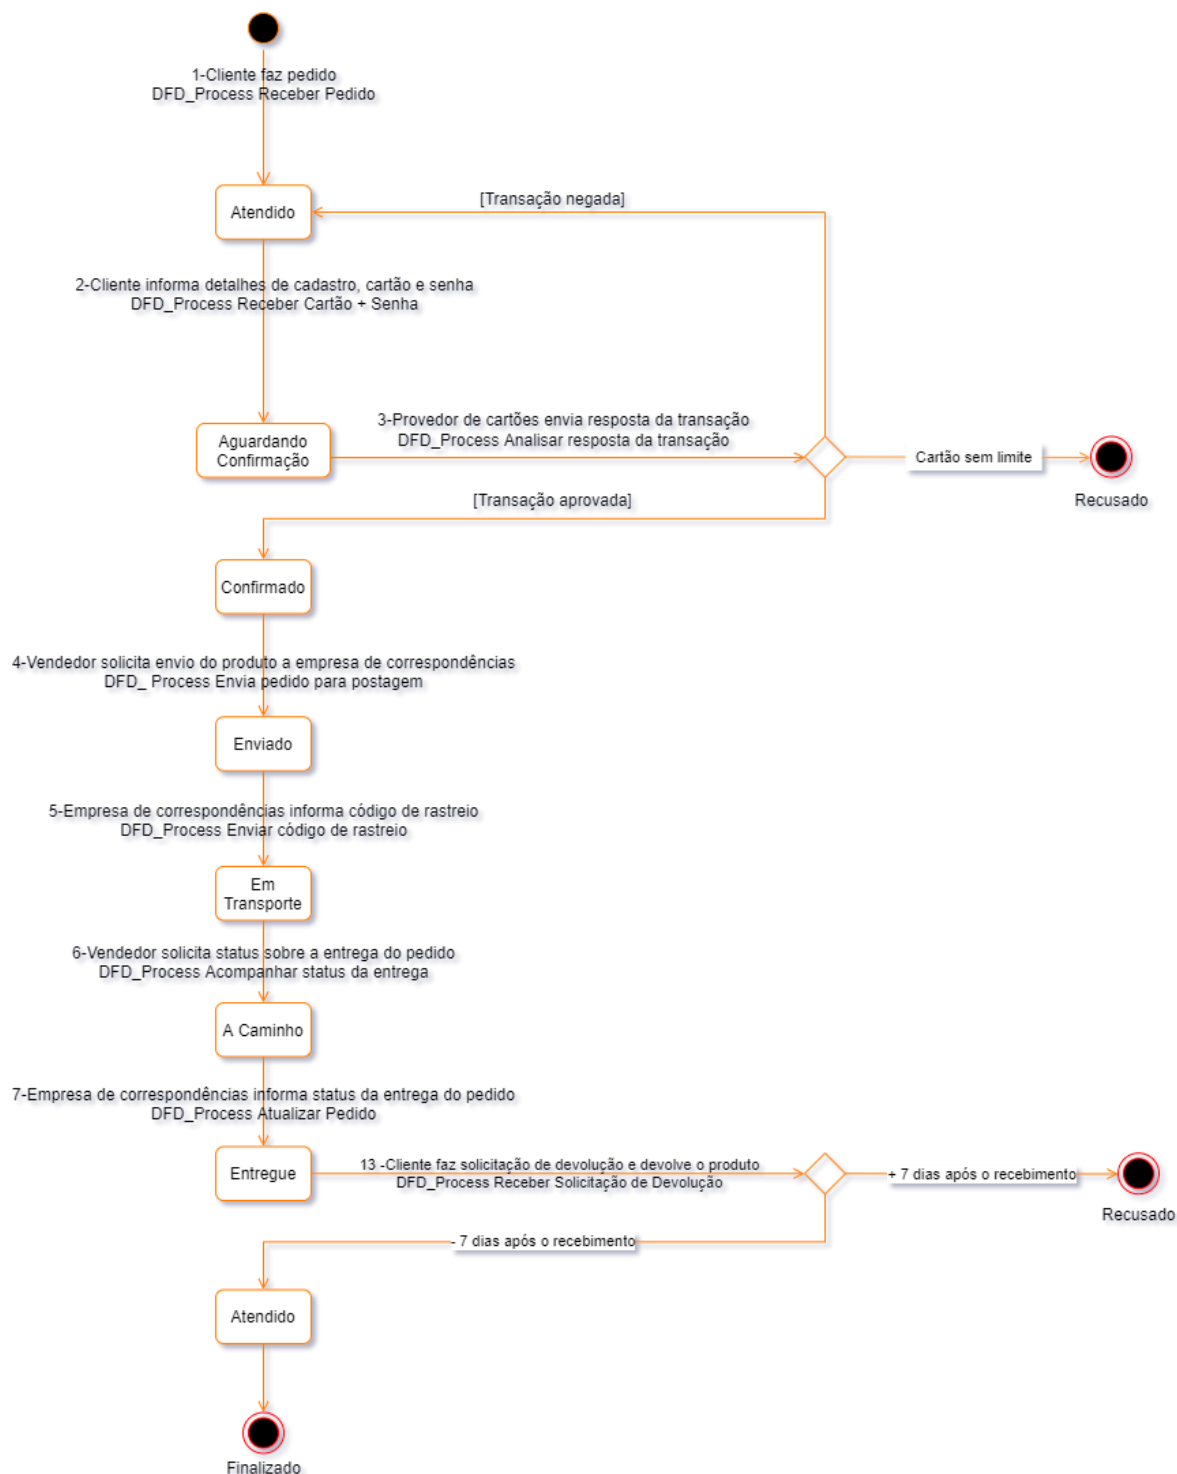 1-Cliente faz pedido
DFD_Process Receber Pedido
Atendido
[Transação negada]
2-Cliente informa detalhes de cadastro, cartão e senha
DFD_Process Receber Cartão + Senha
Aguardando
Confirmação
3-Provedor de cartões envia resposta da transação
DFD_Process Analisar resposta da transação
Cartão sem limite
Recusado
[Transação aprovada]
Confirmado
4-Vendedor solicita envio do produto a empresa de correspondências
DFD_ Process Envia pedido para postagem
Enviado
5-Empresa de correspondências informa código de rastreio
DFD_Process Enviar código de rastreio
Em
Transporte
6-Vendedor solicita status sobre a entrega do pedido
DFD_Process Acompanhar status da entrega
A Caminho
7-Empresa de correspondências informa status da entrega do pedido
DFD_Process Atualizar Pedido
Entregue
13 -Cliente faz solicitação de devolução e devolve o produto
DFD_Process Receber Solicitação de Devolução
+ 7 dias após o recebimento
Recusado
- 7 dias após o recebimento
Atendido
Finalizado